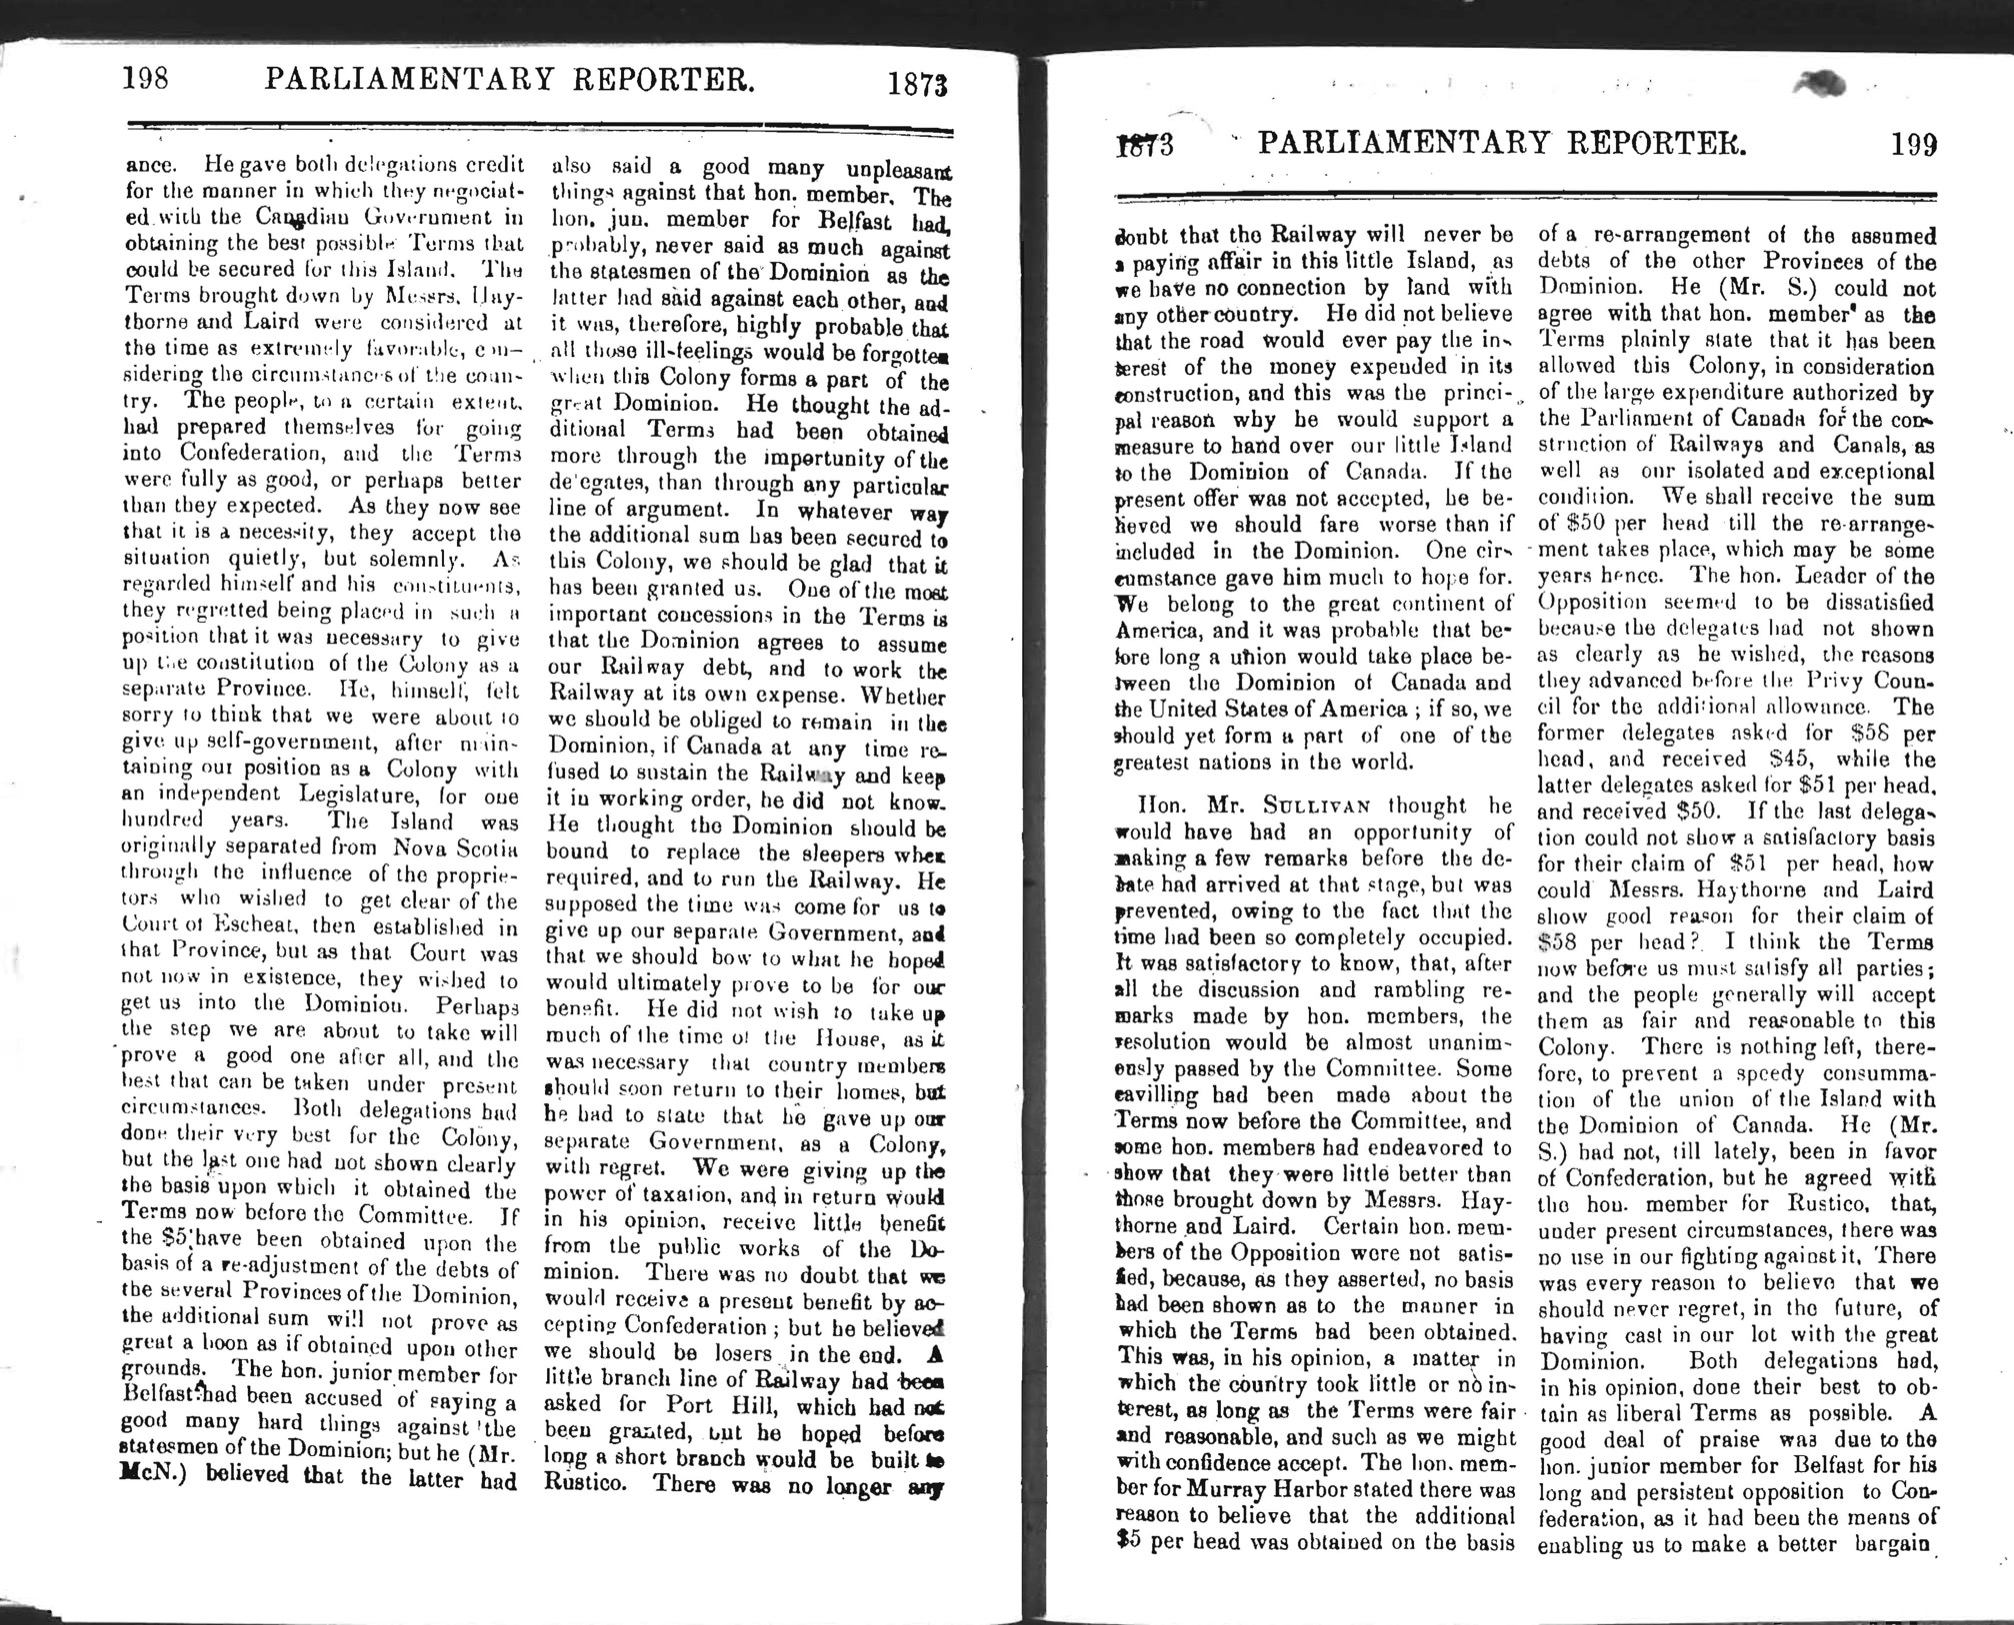 198 PARLIAMENTARY REPORTER. 1873
ance. He gave both delegations credit
for the manner in which they negociat-
ed with the Canadian Government in
obtaining the best possible Terms that
could be secured for this Island. The
Terms brought down by Messrs. Hay-
thorne and Laird were considered at
the time as extremely favorable, con-
sidering the circumstances of the coun-
try. The people, to a certain extent,
had prepared themselves for going
into Confederation, and the Terms
were fully as good, or perhaps better
than they expected. As they now see
that it is a necessity, they accept the
situation quietly, but solemnly. As
regarded himself and his constituents,
they regretted being placed in such a
position that it was necessary to give
up the constitution of the Colony as a
separate Province. He, himself, felt
sorry to think that we were about to
give up self-government, after main-
taining our position as a Colony with
an independent Legislature, for one
hundred years. The Island was
originally separated from Nova Scotia
through the influence of the proprie-
tors who wished to get clear of the
Court of Escheat, then established in
that Province, but as that Court was
not now in existence, they wished to
get us into the Dominion. Perhaps
the step we are about to take will
prove a good one after all, and the
best that can be taken under present
circumstances. Both delegations had
done their very best for the Colony,
but the last one had not shown clearly
the basis upon which it obtained the
Terms now before the Committee. If
the $5 have been obtained upon the
basis of a re-adjustment of the debts of
the several Provinces of the Dominion,
the additional sum will not prove as
great a boon as if obtained upon other
grounds. The hon. junior member for
Belfast had been accused of saying a
good many hard things against the
statesmen of the Dominion; but he (Mr.
McN.) believed that the latter had
also said a good many unpleasant
things against that hon. member. The
hon. jun. member for Belfast had,
probably, never said as much against
the statesmen of the Dominion as the
latter had said against each other, and
it was, therefore, highly probable that
all those ill-feelings would be forgotten
when this Colony forms a part of the
great Dominion. He thought the ad-
ditional Terms had been obtained
more through the importunity of the
delegates, than through any particular
line of argument. In whatever way
the additional sum has been secured to
this Colony, we should be glad that it
has been granted us. One of the most
important concessions in the Terms is
that the Dominion agrees to assume
our Railway debt, and to work the
Railway at its own expense. Whether
we should be obliged to remain in the
Dominion, if Canada at any time re-
fused to sustain the Railway and keep
it in working order, he did not know.
He thought the Dominion should be
bound to replace the sleepers when
required, and to run the Railway. He
supposed the time was come for us to
give up our separate Government, and
that we should bow to what he hoped
would ultimately prove to be for our
benefit. He did not wish to take up
much of the time of the House, as it
was necessary that country members
should soon return to their homes, but
he had to state that he gave up our
separate Government, as a Colony,
with regret. We were giving up the
power of taxation, and in return would
in his opinion, receive little benefit
from the public works of the Do-
minion. There was no doubt that we
would receive a present benefit by ac-
cepting Confederation ; but he believed
we should be losers in the end. A
little branch line of Railway had been
asked for Port Hill, which had not
been granted, but he hoped before
long a short branch would be built to
Rustico. There was no longer any
1873 PARLIAMENTARY REPORTER. 199
doubt that the Railway will never be
a paying affair in this little Island, as
we have no connection by land with
any other country. He did not believe
that the road would ever pay the in-
terest of the money expended in its
construction, and this was the princi-
pal reason why he would support a
measure to hand over our little Island
to the Dominion of Canada. If the
present offer was not accepted, he be-
lieved we should fare worse than if
included in the Dominion. One cir-
cumstance gave him much to hope for.
We belong to the great continent of
America, and it was probable that be-
fore long a union would take place be-
tween the Dominion of Canada and
the United States of America ; if so, we
should yet form a part of one of the
greatest nations in the world.
Hon. Mr. SULLIVAN thought he
would have had an opportunity of
making a few remarks before the de-
bate had arrived at that stage, but was
prevented, owing to the fact that the
time had been so completely occupied.
It was satisfactory to know, that, after
all the discussion and rambling re-
marks made by hon. members, the
resolution would be almost unanim-
ously passed by the Committee. Some
cavilling had been made about the
Terms now before the Committee, and
some hon. members had endeavored to
show that they were little better than
those brought down by Messrs. Hay-
thorne and Laird. Certain hon. mem-
bers of the Opposition were not satis-
fied, because, as they asserted, no basis
had been shown as to the manner in
which the Terms had been obtained.
This was, in his opinion, a matter in
which the country took little or no in-
terest, as long as the Terms were fair
and reasonable, and such as we might
with confidence accept. The hon. mem-
ber for Murray Harbor stated there was
reason to believe that the additional
$5 per head was obtained on the basis
of a re-arrangement of the assumed
debts of the other Provinces of the
Dominion. He (Mr. S.) could not
agree with that hon. member as the
Terms plainly state that it has been
allowed this Colony, in consideration
of the large expenditure authorized by
the Parliament of Canada for the con-
struction of Railways and Canals, as
well as our isolated and exceptional
condition. We shall receive the sum
of $50 per head till the re-arrange-
ment takes place, which may be some
years hence. The hon. Leader of the
Opposition seemed to be dissatisfied
because the delegates had not shown
as clearly as he wished, the reasons
they advanced before the Privy Coun-
cil for the additional allowance. The
former delegates asked for $58 per
head, and received $45, while the
latter delegates asked for $51 per head,
and received $50. If the last delega-
tion could not show a satisfactory basis
for their claim of $51 per head, how
could Messrs. Haythorne and Laird
show good reason for their claim of
$58 per head? I think the Terms
now before us must satisfy all parties;
and the people generally will accept
them as fair and reasonable to this
Colony. There is nothing left, there-
fore, to prevent a speedy consumma-
tion of the union of the Island with
the Dominion of Canada. He (Mr.
S.) had not, till lately, been in favor
of Confederation, but he agreed with
the hon. member for Rustico, that,
under present circumstances, there was
no use in our fighting against it. There
was every reason to believe that we
should never regret, in the future, of
having cast in our lot with the great
Dominion. Both delegations had,
in his opinion, done their best to ob-
tain as liberal Terms as possible. A
good deal of praise was due to the
hon. junior member for Belfast for his
long and persistent opposition to Con-
federation, as it had been the means of
enabling us to make a better bargain